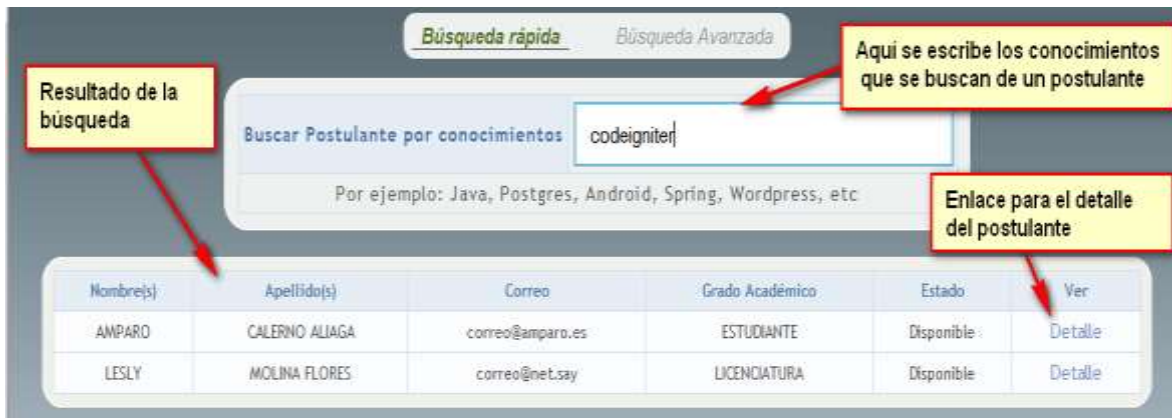 Búsqueda rápida Búsqueda Avanzada
Aquí se escribe los conocimientos
que se buscan de un postulante
Resultado de la
búsqueda
Buscar Postulante por conocimientos codeigniter
Por ejemplo: Java, Postgres, Android, Spring, Wordpress, etc
Enlace para el detalle
del postulante
Nombre(s) Apellido(s) Correo Grado Académico Estado Ver
AMPARO CALERNO ALIAGA correo@amparo.es ESTUDIANTE Disponible Detalle
LESLY MOLINA FLORES correo@net.say LICENCIATURA Disponible Detalle